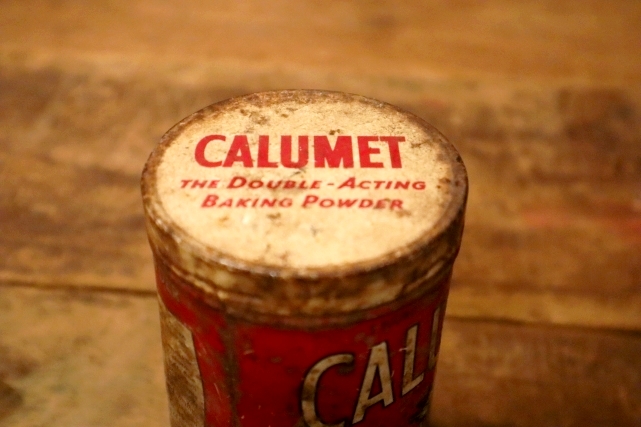 CALUMET
THE DOUBLE-ACTING
BAKING POWDER